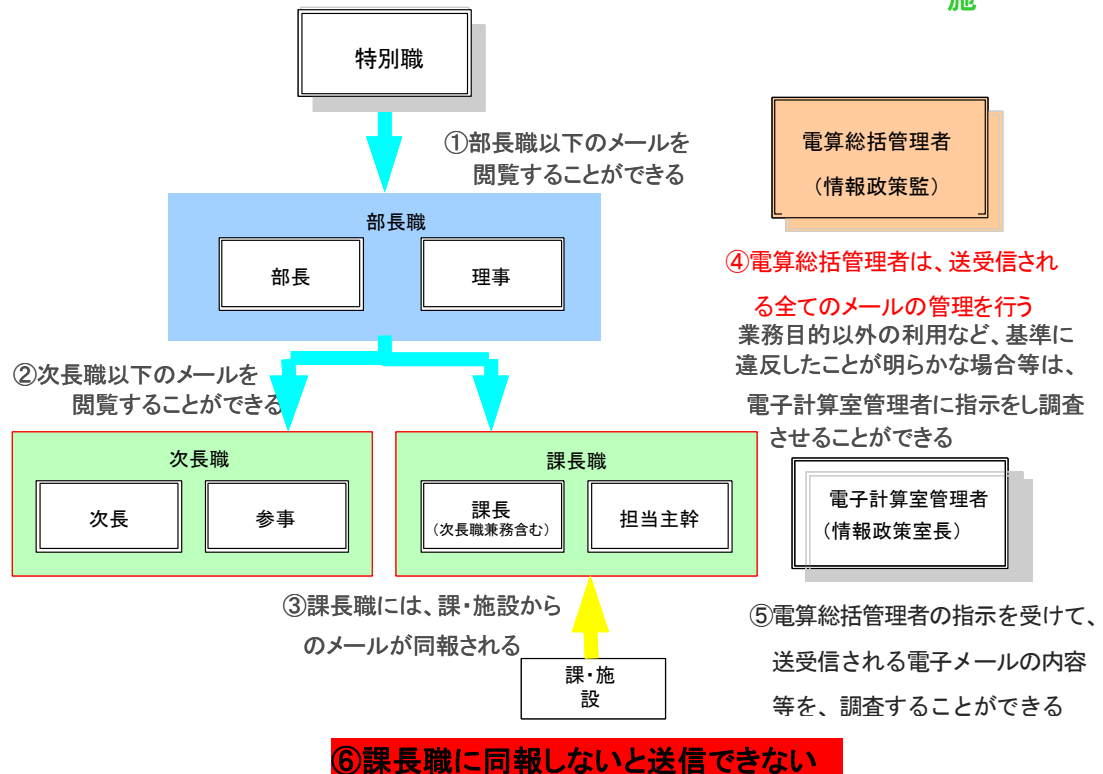 施
特別職
①部長職以下のメールを
閲覧することができる
部長職
部長
理事
②次長職以下のメールを
閲覧することができる
次長職
次長
参事
課長職
課長
(次長職兼務含む)
担当主幹
③課長職には、課・施設から
のメールが同報される
課・施
設
⑥課長職に同報しないと送信できない
電算総括管理者
(情報政策監)
④電算総括管理者は、送受信され
る全てのメールの管理を行う
業務目的以外の利用など、基準に
違反したことが明らかな場合等は、
電子計算室管理者に指示をし調査
させることができる
電子計算室管理者
(情報政策室長)
⑤電算総括管理者の指示を受けて、
送受信される電子メールの内容
等を、調査することができる